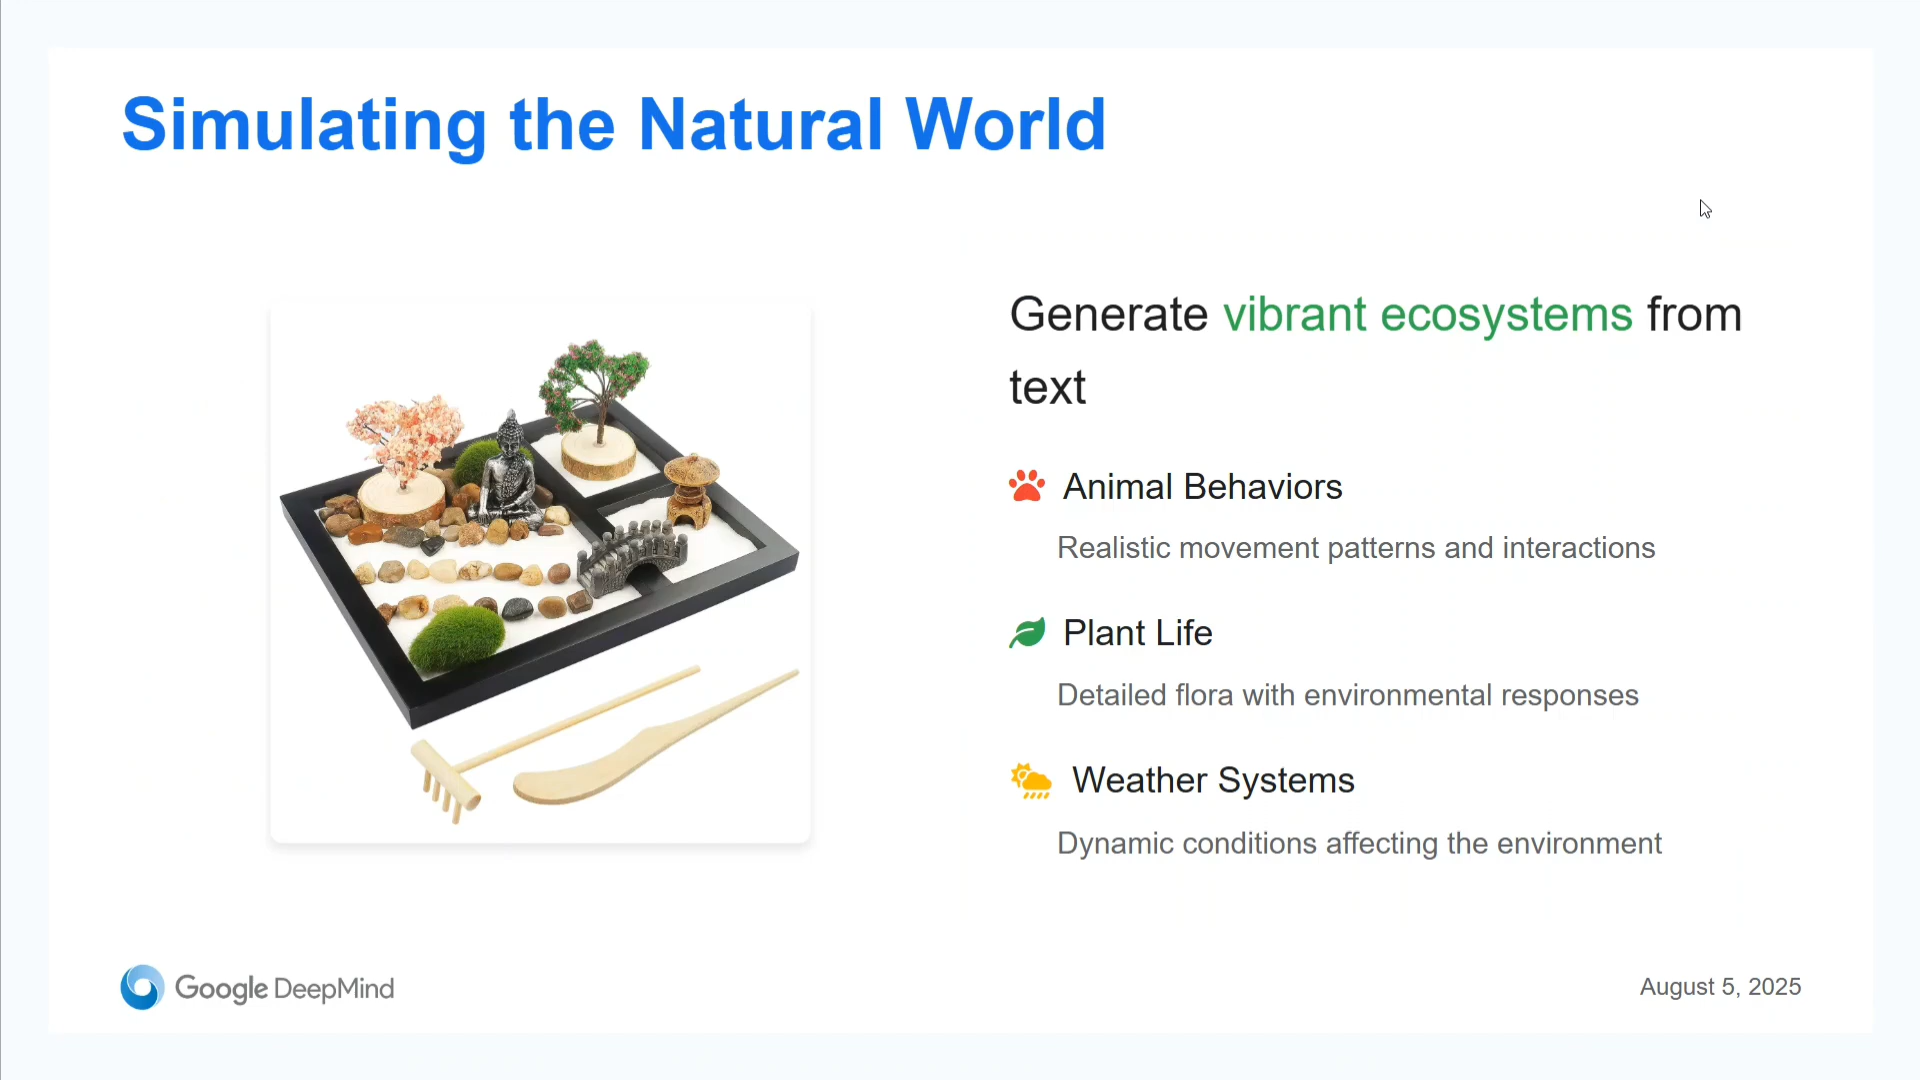 Simulating the Natural World
Generate vibrant ecosystems from
text
Animal Behaviors
Realistic movement patterns and interactions
Plant Life
Detailed flora with environmental responses
Weather Systems
Dynamic conditions affecting the environment
Google DeepMind
August 5, 2025